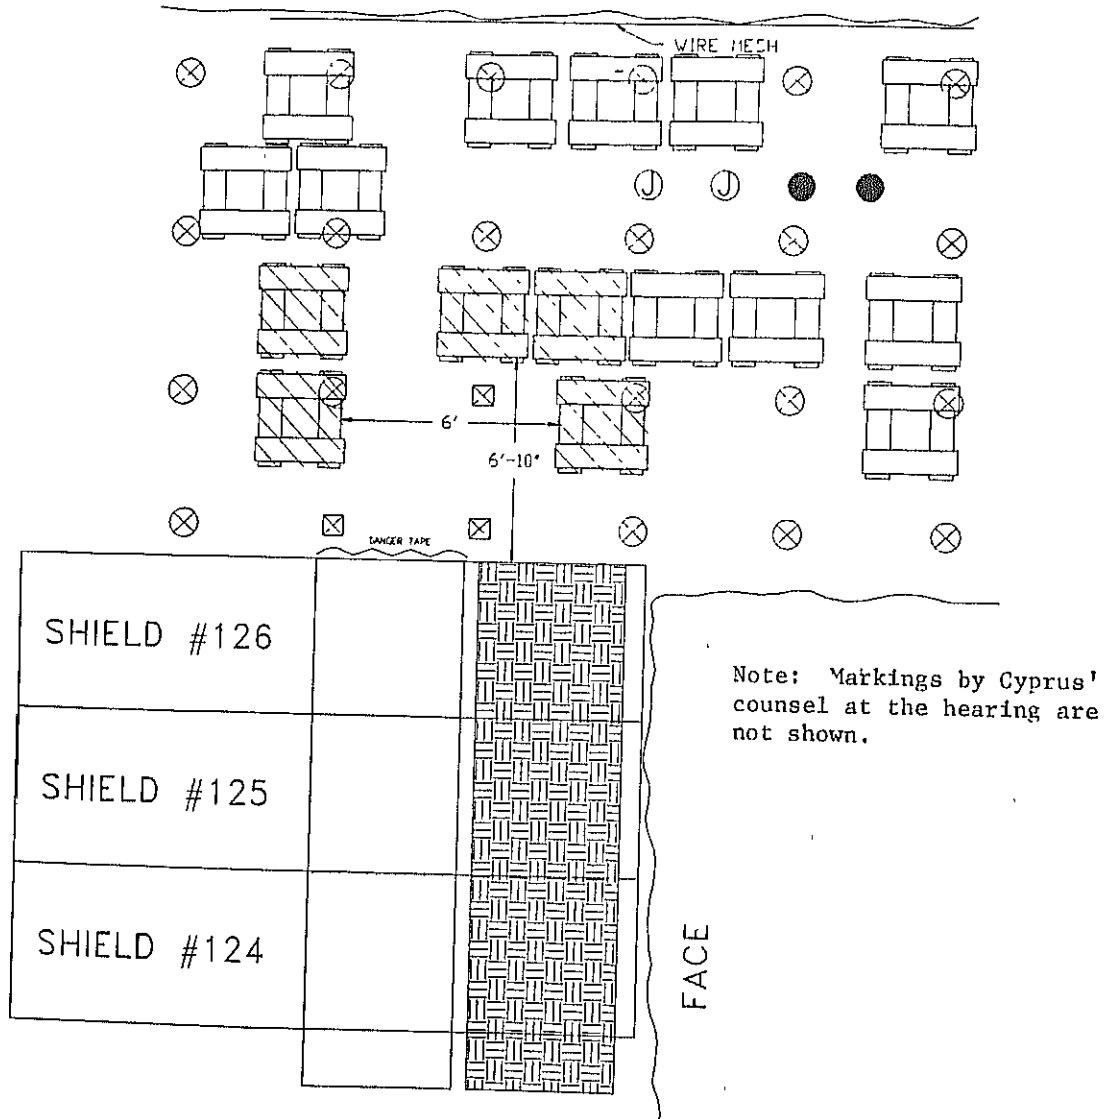 WIRE MESH
J J
6'
6'-10"
DANGER TAPE
SHIELD #126
Note: Markings by Cyprus'
counsel at the hearing are
not shown.
SHIELD #125
SHIELD #124
FACE